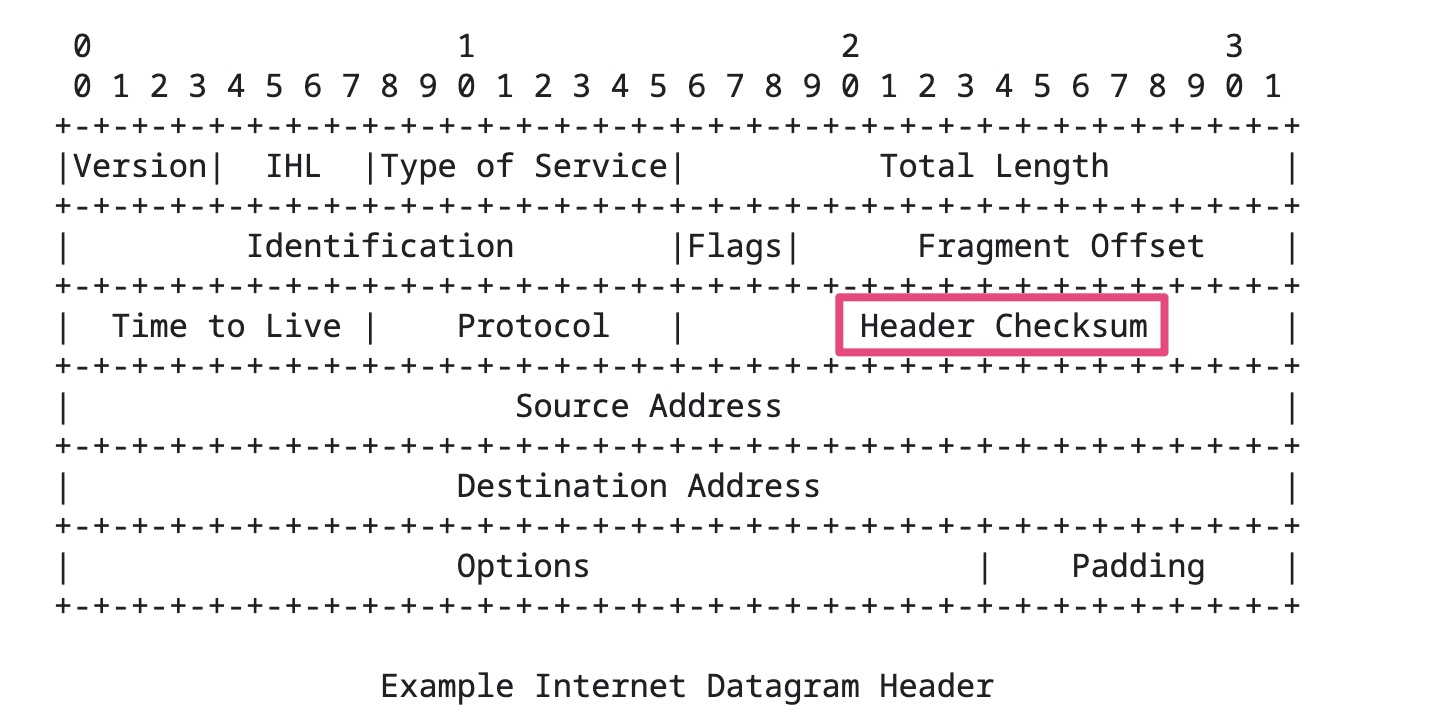 0                   1                   2                   3
0 1 2 3 4 5 6 7 8 9 0 1 2 3 4 5 6 7 8 9 0 1 2 3 4 5 6 7 8 9 0 1
+-+-+-+-+-+-+-+-+-+-+-+-+-+-+-+-+-+-+-+-+-+-+-+-+-+-+-+-+-+-+-+-+
|Version|  IHL  |Type of Service|          Total Length         |
+-+-+-+-+-+-+-+-+-+-+-+-+-+-+-+-+-+-+-+-+-+-+-+-+-+-+-+-+-+-+-+-+
|         Identification        |Flags|      Fragment Offset    |
+-+-+-+-+-+-+-+-+-+-+-+-+-+-+-+-+-+-+-+-+-+-+-+-+-+-+-+-+-+-+-+-+
|  Time to Live |    Protocol   |         Header Checksum       |
+-+-+-+-+-+-+-+-+-+-+-+-+-+-+-+-+-+-+-+-+-+-+-+-+-+-+-+-+-+-+-+-+
|                       Source Address                          |
+-+-+-+-+-+-+-+-+-+-+-+-+-+-+-+-+-+-+-+-+-+-+-+-+-+-+-+-+-+-+-+-+
|                    Destination Address                        |
+-+-+-+-+-+-+-+-+-+-+-+-+-+-+-+-+-+-+-+-+-+-+-+-+-+-+-+-+-+-+-+-+
|                    Options                    |    Padding    |
+-+-+-+-+-+-+-+-+-+-+-+-+-+-+-+-+-+-+-+-+-+-+-+-+-+-+-+-+-+-+-+-+
Example Internet Datagram Header